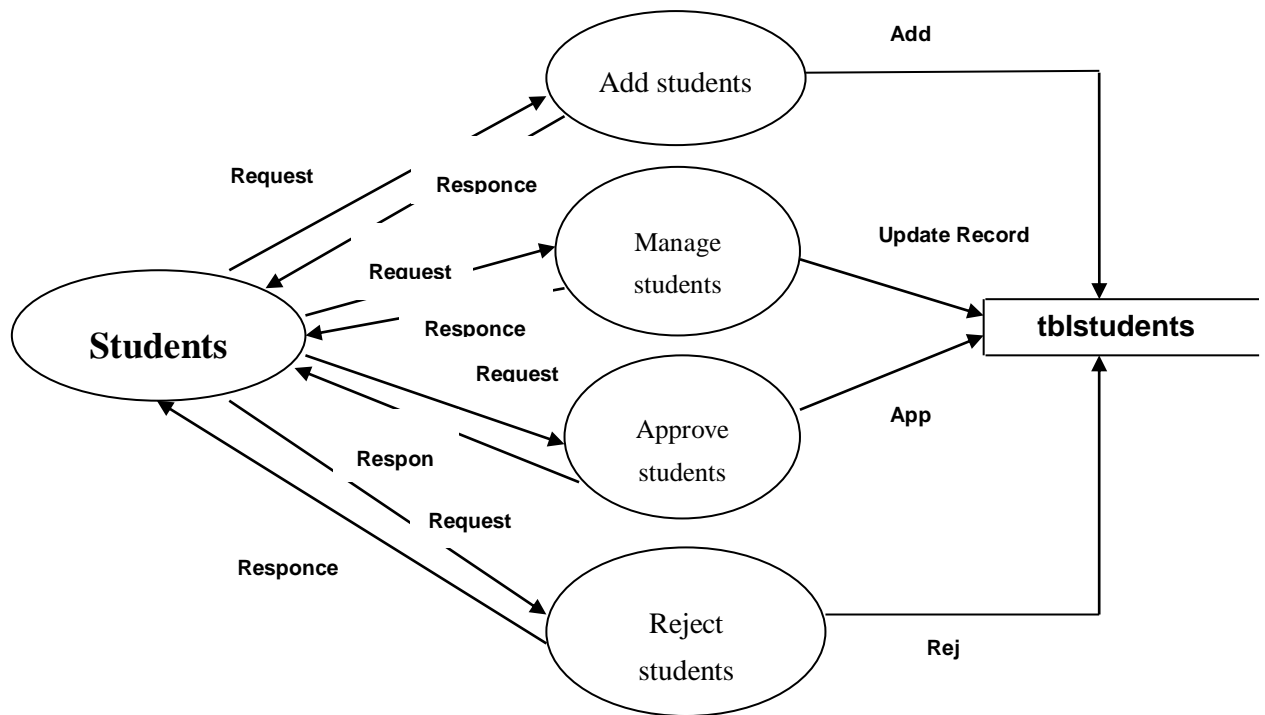 Add
Add students
Request
Responce
Manage
students
Update Record
Request
Responce
Students
tblstudents
Request
Approve
students
App
Respon
Request
Responce
Reject
students
Rej